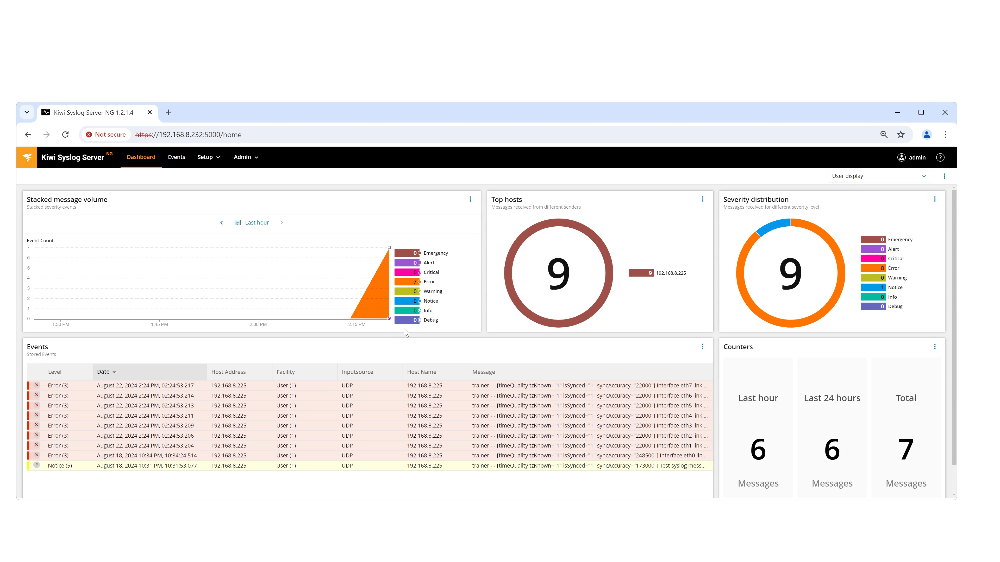 Kiwi Syslog Server NG 1.2.1.4
Not secure https://192.168.8.232:5000/home
Kiwi Syslog Server NG Dashboard Events Setup Admin admin ?
User display
Stacked message volume
Stacked severity events
Last hour
Event Count
7
6
5
4
3
2
1
0
1:30 PM 1:45 PM 2:00 PM 2:15 PM
0 Emergency
0 Alert
0 Critical
7 Error
0 Warning
0 Notice
0 Info
0 Debug
Top hosts
Messages received from different senders
9
9 192.168.8.225
Severity distribution
Messages received for different severity level
9
0 Emergency
0 Alert
0 Critical
8 Error
0 Warning
1 Notice
0 Info
0 Debug
Events
Stored Events
Level Date Host Address Facility Inputsource Host Name Message
Error (3) August 22, 2024 2:24 PM, 02:24:53.217 192.168.8.225 User (1) UDP 192.168.8.225 trainer - - [timeQuality tzKnown="1" isSynced="1" syncAccuracy="22000"] Interface eth7 link ...
Error (3) August 22, 2024 2:24 PM, 02:24:53.214 192.168.8.225 User (1) UDP 192.168.8.225 trainer - - [timeQuality tzKnown="1" isSynced="1" syncAccuracy="22000"] Interface eth6 link ...
Error (3) August 22, 2024 2:24 PM, 02:24:53.213 192.168.8.225 User (1) UDP 192.168.8.225 trainer - - [timeQuality tzKnown="1" isSynced="1" syncAccuracy="22000"] Interface eth5 link ...
Error (3) August 22, 2024 2:24 PM, 02:24:53.211 192.168.8.225 User (1) UDP 192.168.8.225 trainer - - [timeQuality tzKnown="1" isSynced="1" syncAccuracy="22000"] Interface eth4 link ...
Error (3) August 22, 2024 2:24 PM, 02:24:53.209 192.168.8.225 User (1) UDP 192.168.8.225 trainer - - [timeQuality tzKnown="1" isSynced="1" syncAccuracy="22000"] Interface eth3 link ...
Error (3) August 22, 2024 2:24 PM, 02:24:53.206 192.168.8.225 User (1) UDP 192.168.8.225 trainer - - [timeQuality tzKnown="1" isSynced="1" syncAccuracy="22000"] Interface eth2 link ...
Error (3) August 22, 2024 2:24 PM, 02:24:53.204 192.168.8.225 User (1) UDP 192.168.8.225 trainer - - [timeQuality tzKnown="1" isSynced="1" syncAccuracy="22000"] Interface eth1 link ...
Error (3) August 18, 2024 10:34 PM, 10:34:24.514 192.168.8.225 User (1) UDP 192.168.8.225 trainer - - [timeQuality tzKnown="1" isSynced="1" syncAccuracy="248500"] Interface eth0 lin...
? Notice (5) August 18, 2024 10:31 PM, 10:31:53.077 192.168.8.225 User (1) UDP 192.168.8.225 trainer - - [timeQuality tzKnown="1" isSynced="1" syncAccuracy="173000"] Test syslog mess...
Counters
Last hour Last 24 hours Total
6 6 7
Messages Messages Messages